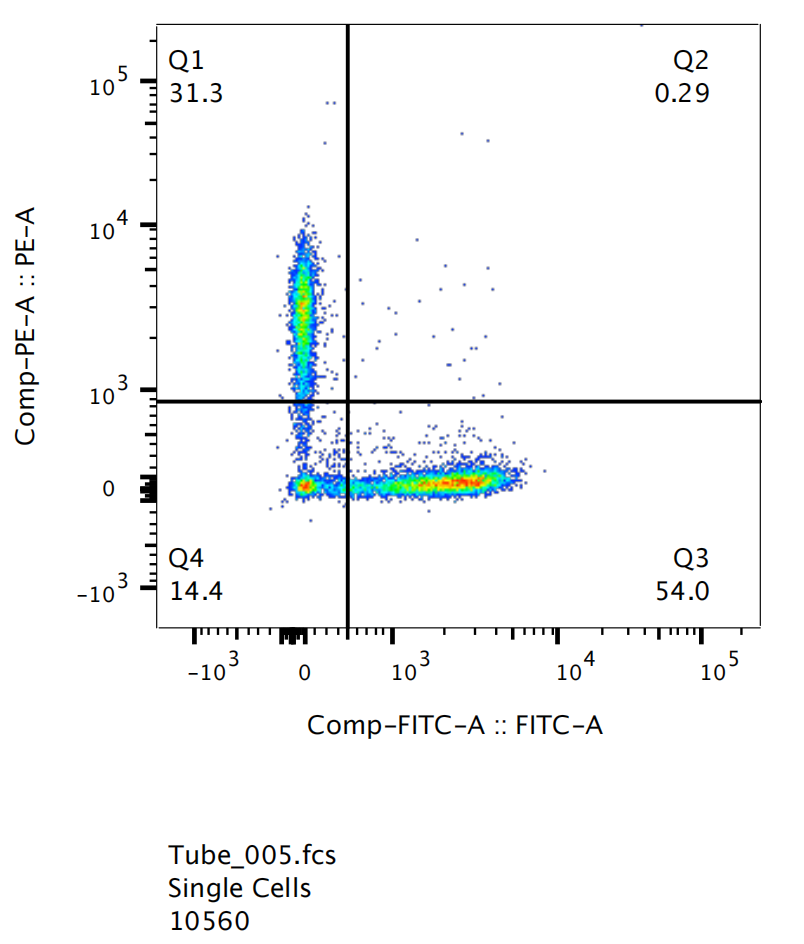 Q1
31.3
Q2
0.29
10^5
10^4
10^3
0
-10^3
Comp-PE-A :: PE-A
Q4
14.4
Q3
54.0
-10^3 0 10^3 10^4 10^5
Comp-FITC-A :: FITC-A
Tube_005.fcs
Single Cells
10560